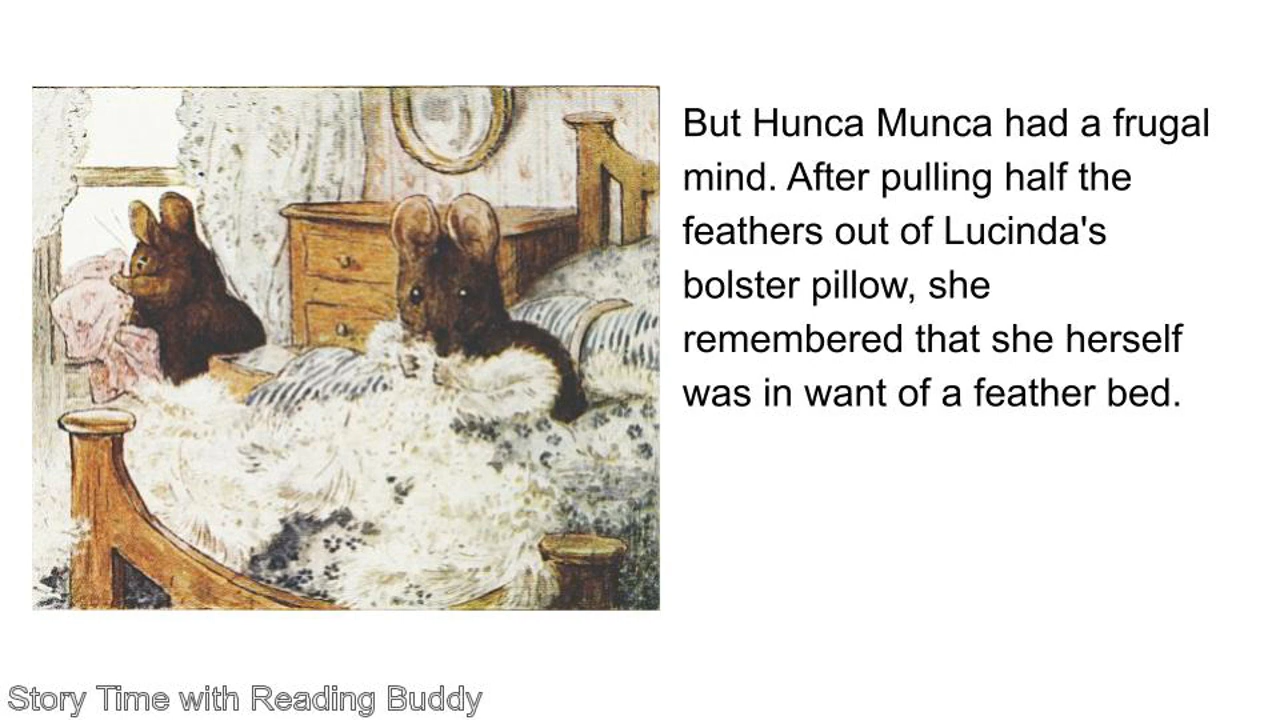 But Hunca Munca had a frugal
mind. After pulling half the
feathers out of Lucinda's
bolster pillow, she
remembered that she herself
was in want of a feather bed.
Story Time with Reading Buddy